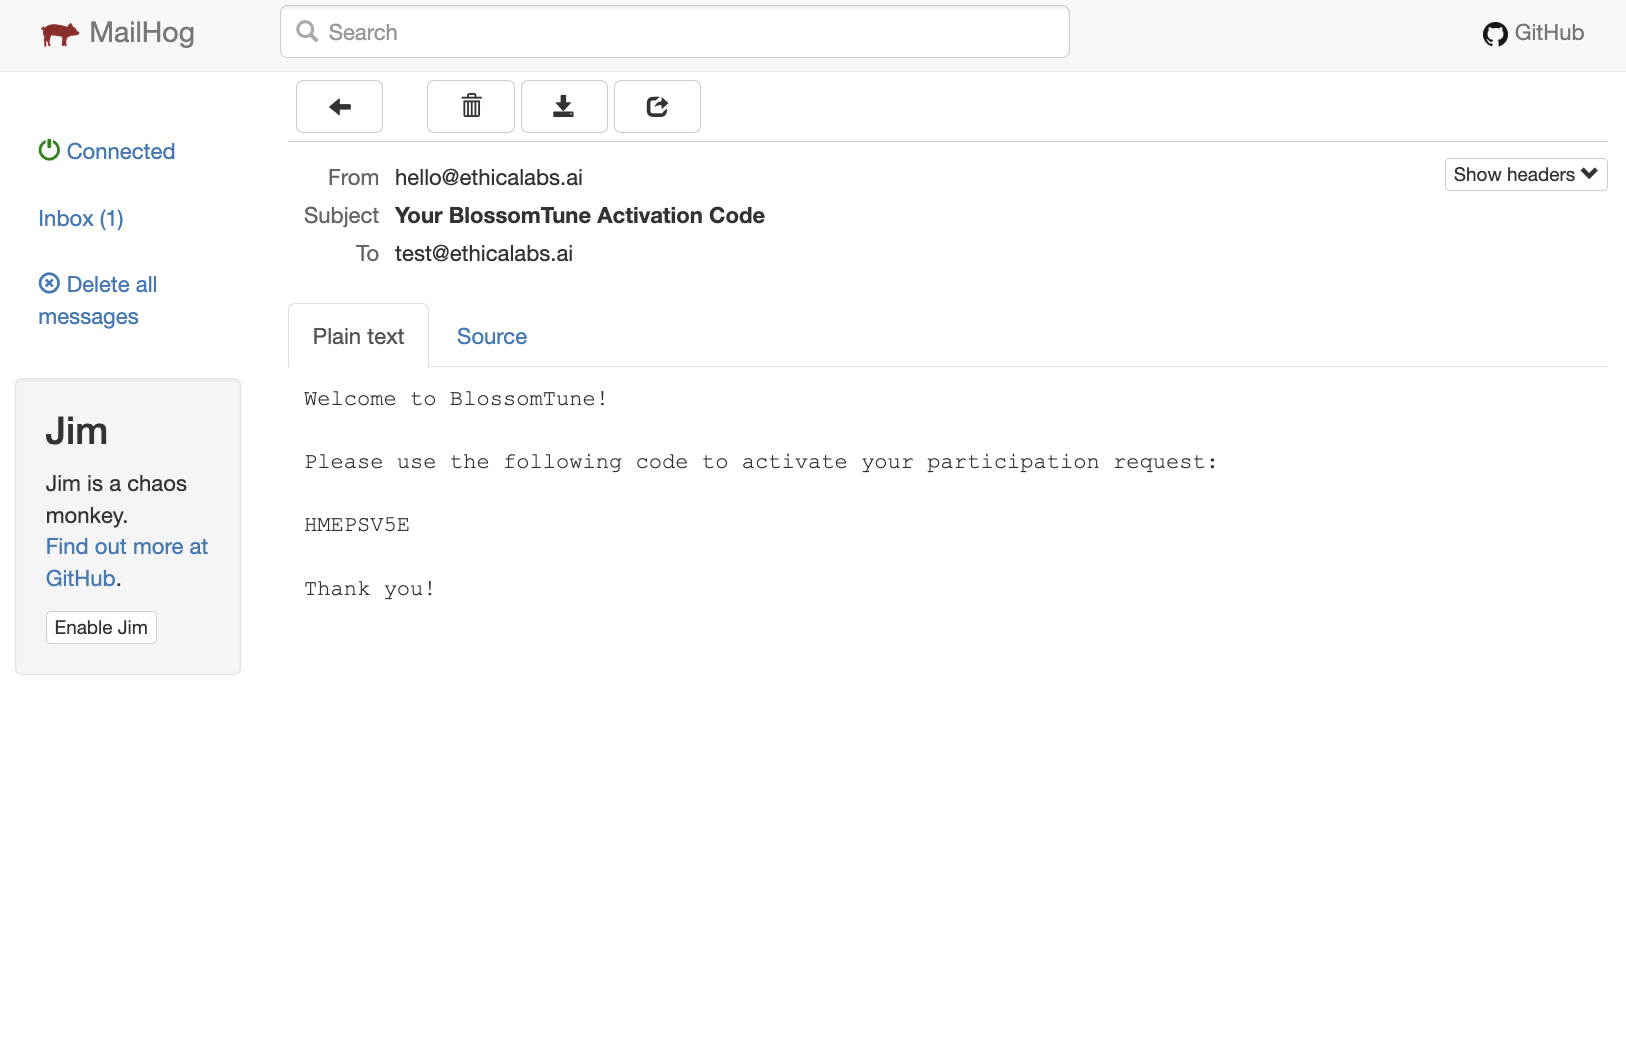 MailHog
Search
GitHub
Connected
Inbox (1)
Delete all
messages
Jim
Jim is a chaos
monkey.
Find out more at
GitHub.
Enable Jim
From hello@ethicalabs.ai
Show headers
Subject Your BlossomTune Activation Code
To test@ethicalabs.ai
Plain text Source
Welcome to BlossomTune!
Please use the following code to activate your participation request:
HMEPSV5E
Thank you!